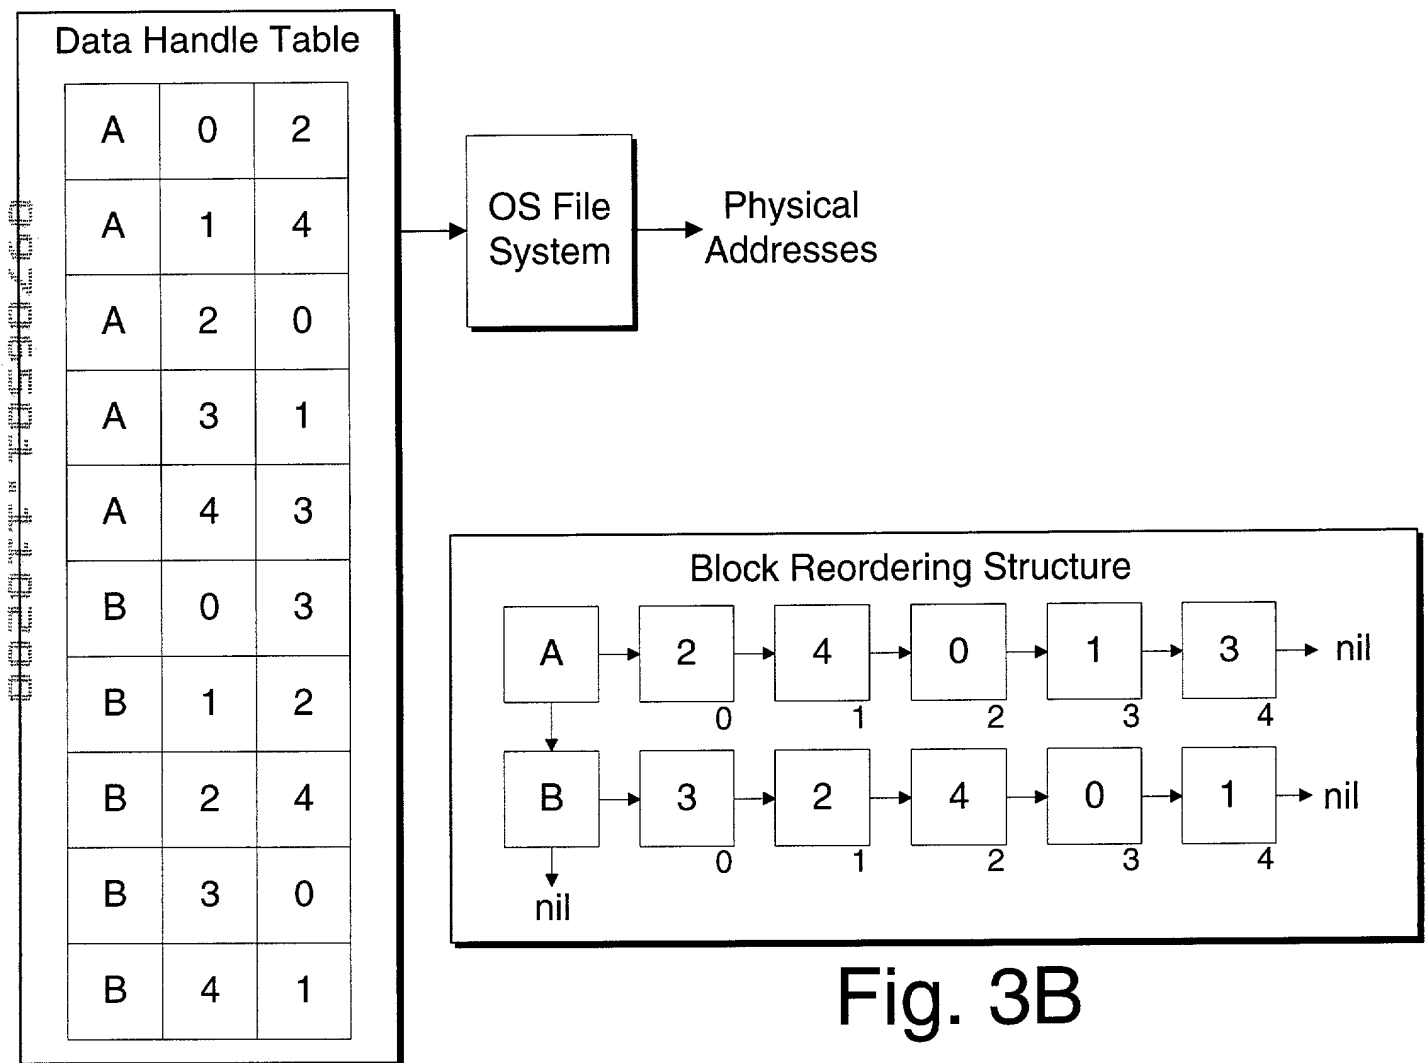 Data Handle Table
A 0 2
A 1 4
A 2 0
A 3 1
A 4 3
B 0 3
B 1 2
B 2 4
B 3 0
B 4 1
OS File
System
Physical
Addresses
Block Reordering Structure
A 2 4 0 1 3 nil
0 1 2 3 4
B 3 2 4 0 1 nil
0 1 2 3 4
nil
Fig. 3B